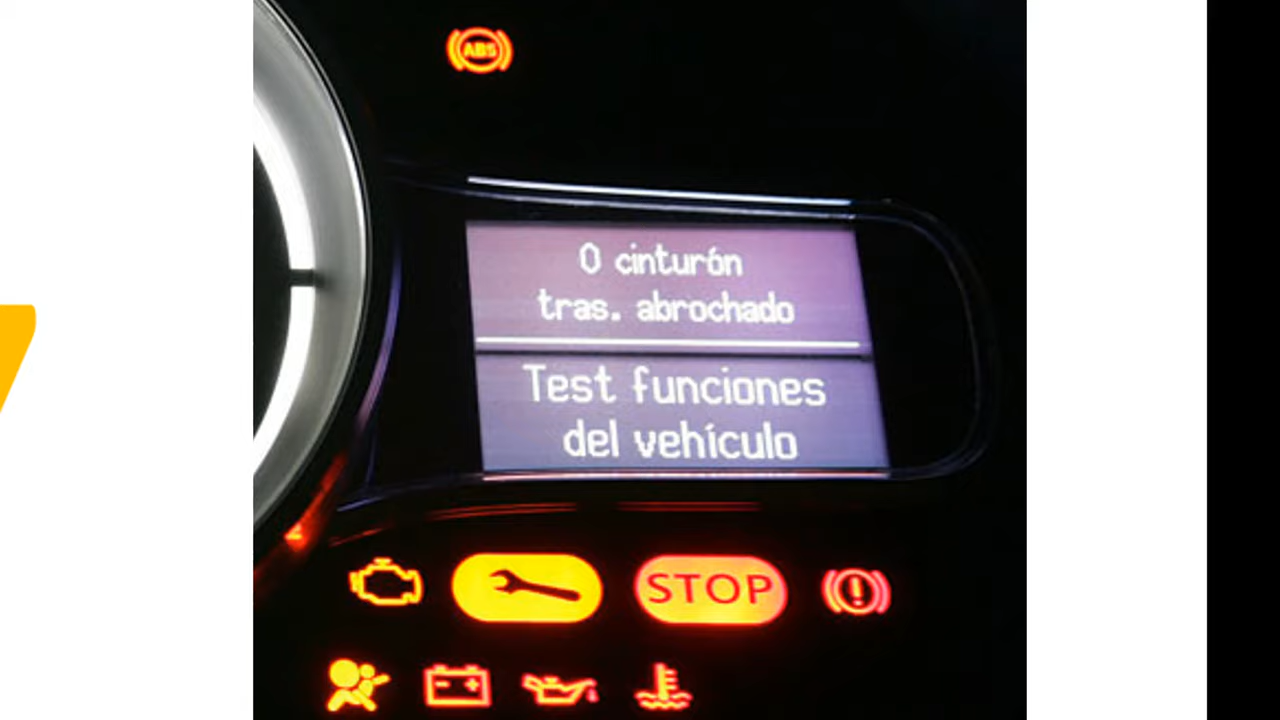 ABS
0 cinturón
tras. abrochado
Test funciones
del vehículo
STOP